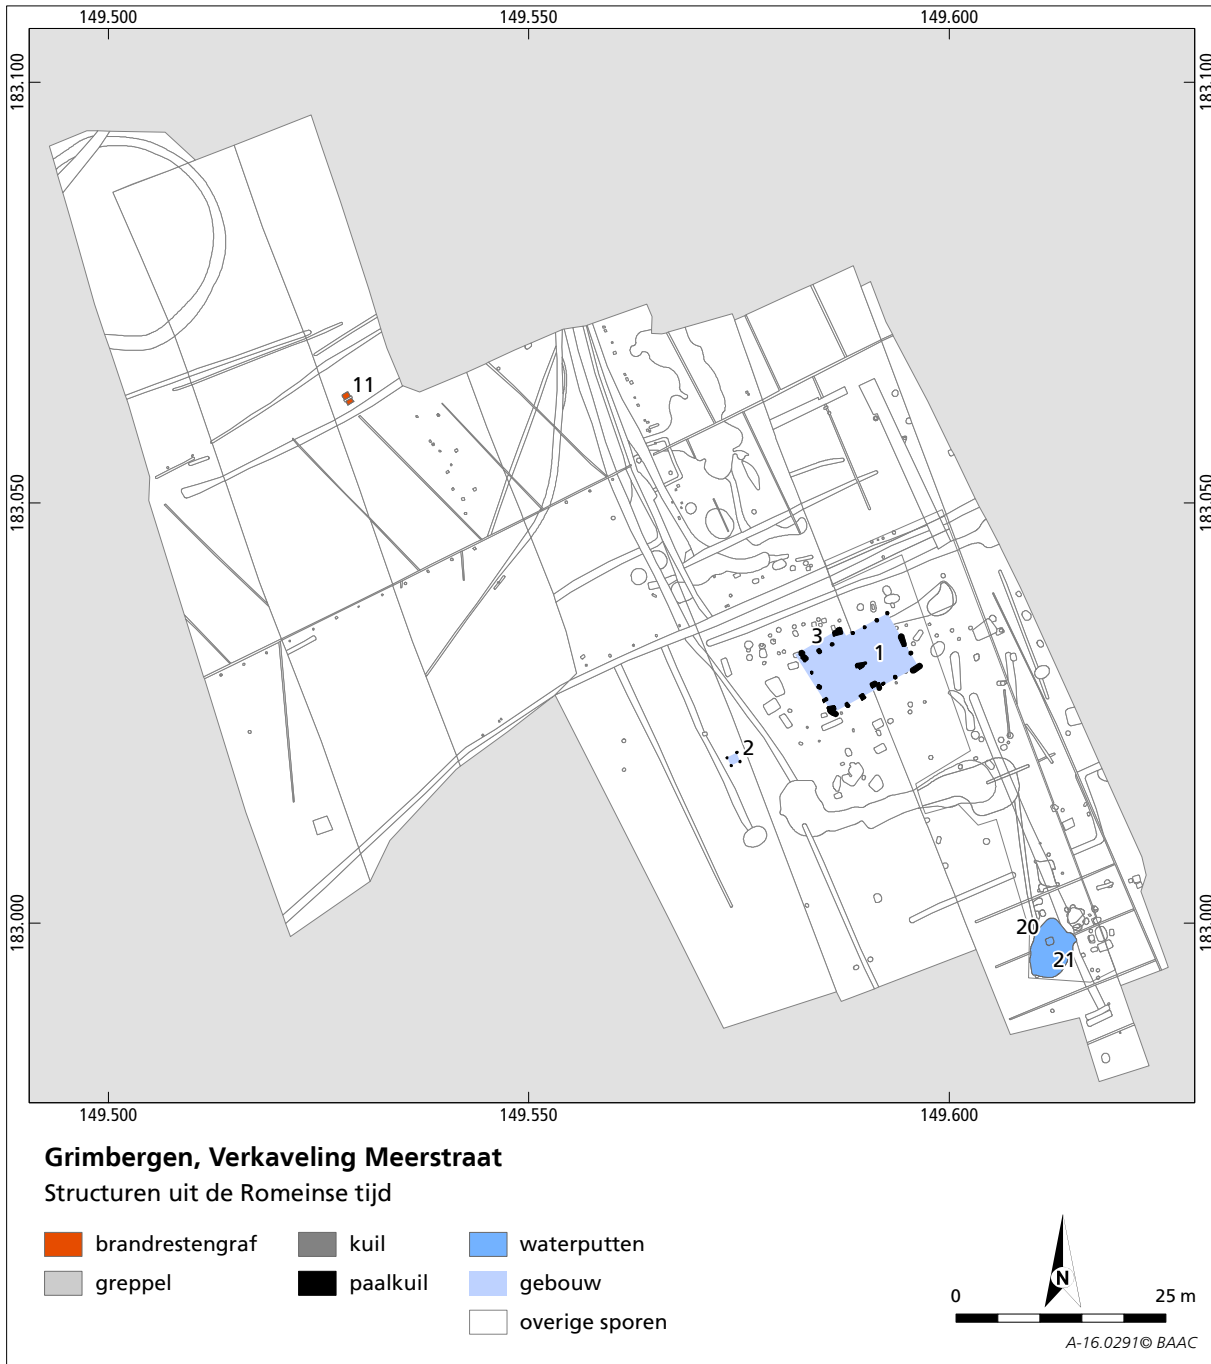 149.500 149.550 149.600
183.100 183.100
11
183.050 183.050
3
1
2
183.000 183.000
20
21
149.500 149.550 149.600
Grimbergen, Verkaveling Meerstraat
Structuren uit de Romeinse tijd
brandrestengraf kuil waterputten
greppel paalkuil gebouw
overige sporen
N
0 25 m
A-16.0291© BAAC